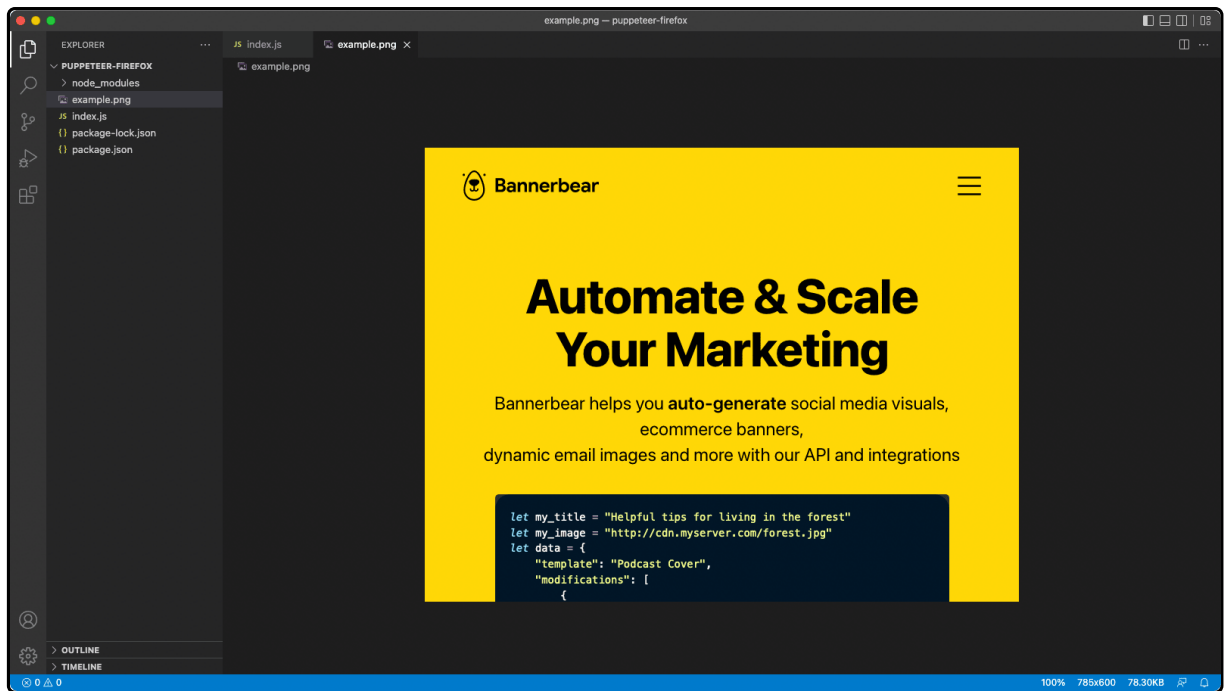 example.png — puppeteer-firefox
EXPLORER
PUPPETEER-FIREFOX
node_modules
example.png
JS index.js
{} package-lock.json
{} package.json
OUTLINE
TIMELINE
JS index.js
example.png
example.png
Bannerbear
Automate & Scale
Your Marketing
Bannerbear helps you auto-generate social media visuals,
ecommerce banners,
dynamic email images and more with our API and integrations
let my_title = "Helpful tips for living in the forest"
let my_image = "http://cdn.myserver.com/forest.jpg"
let data = {
"template": "Podcast Cover",
"modifications": [
{
0 0
100% 785x600 78.30KB